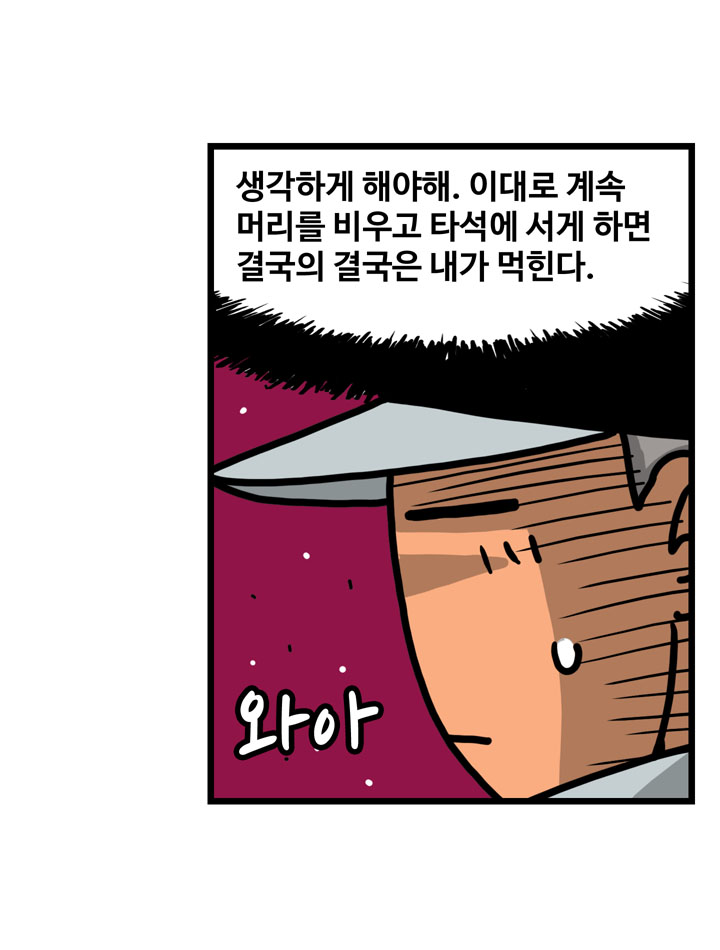 생각하게 해야해. 이대로 계속
머리를 비우고 타석에 서게 하면
결국의 결국은 내가 먹힌다.
와아